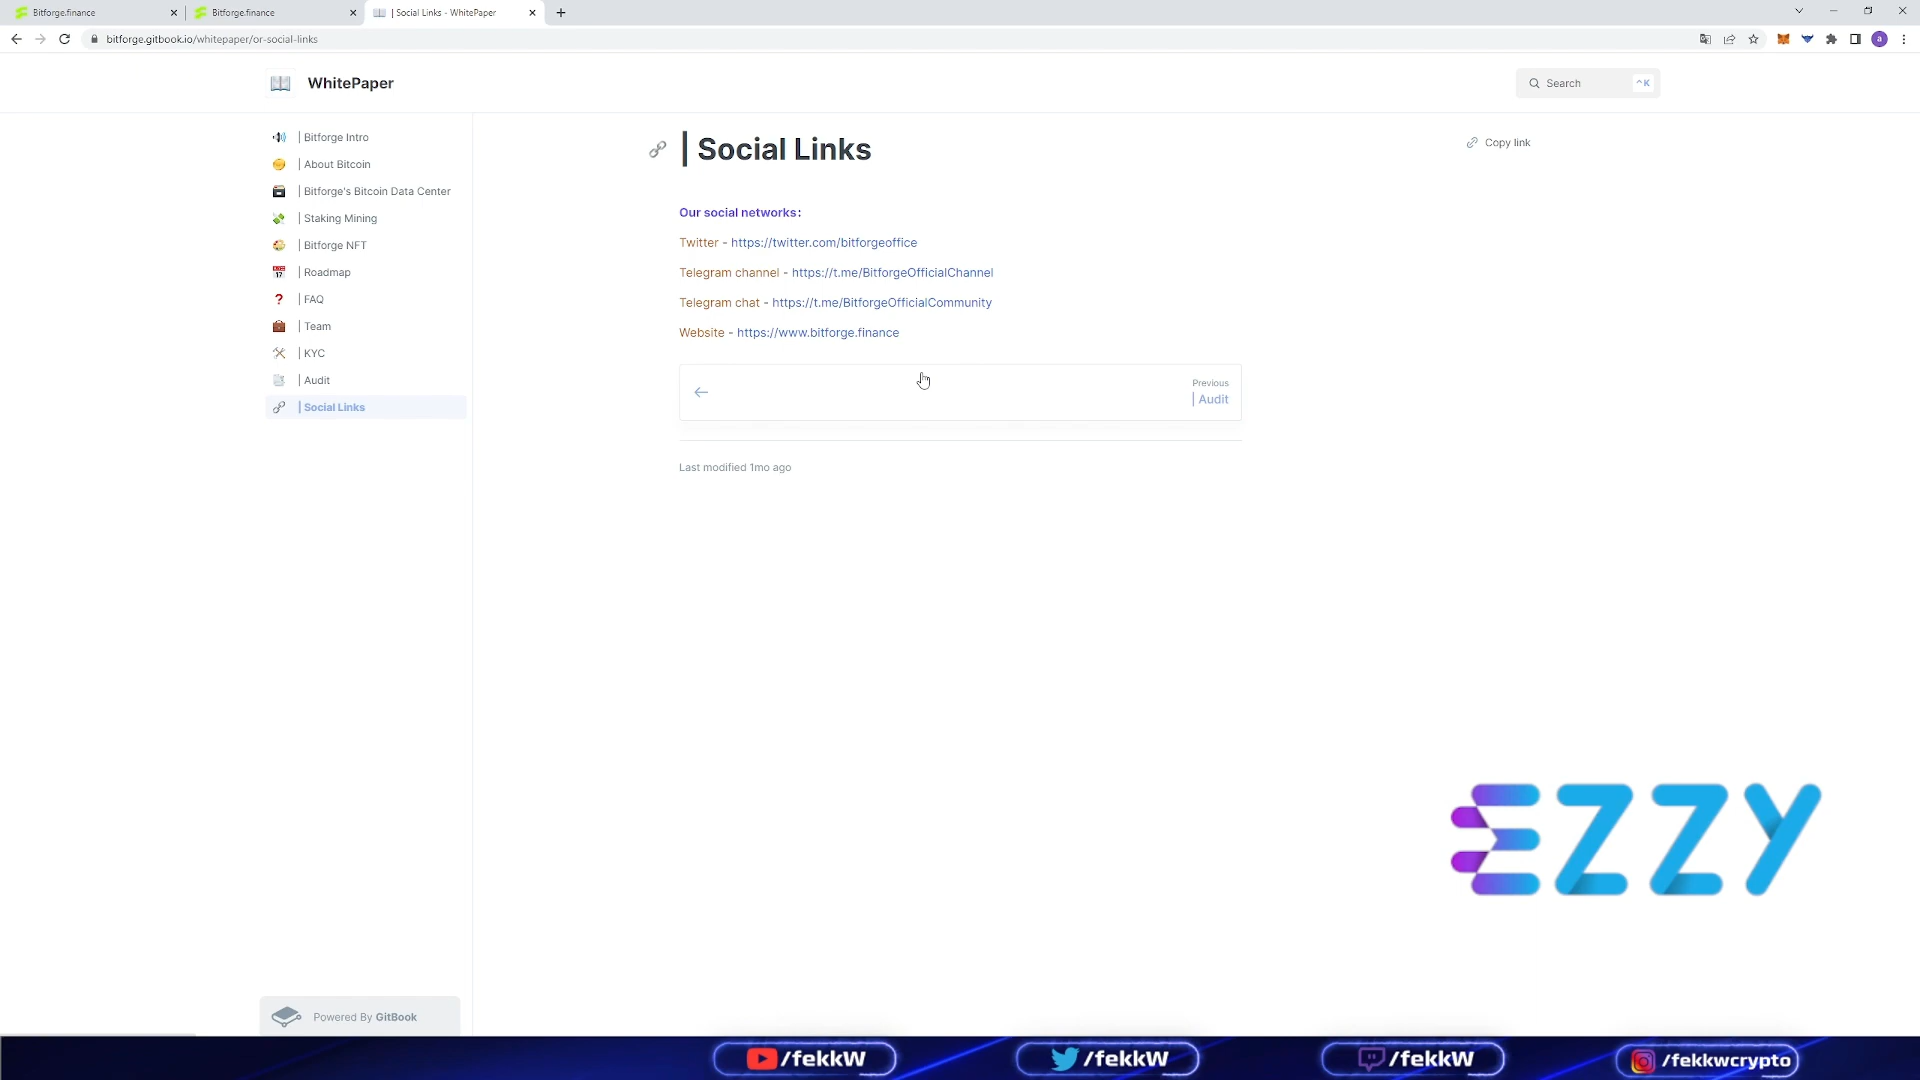 Bitforge.finance
Bitforge.finance
| Social Links - WhitePaper
bitforge.gitbook.io/whitepaper/or-social-links
a
WhitePaper
Search
^K
| Bitforge Intro
| About Bitcoin
| Bitforge's Bitcoin Data Center
| Staking Mining
| Bitforge NFT
| Roadmap
| FAQ
| Team
| KYC
| Audit
| Social Links
| Social Links
Copy link
Our social networks:
Twitter - https://twitter.com/bitforgeoffice
Telegram channel - https://t.me/BitforgeOfficialChannel
Telegram chat - https://t.me/BitforgeOfficialCommunity
Website - https://www.bitforge.finance
Previous
| Audit
Last modified 1mo ago
EZZY
Powered By GitBook
/fekkW
/fekkW
/fekkW
/fekkwcrypto